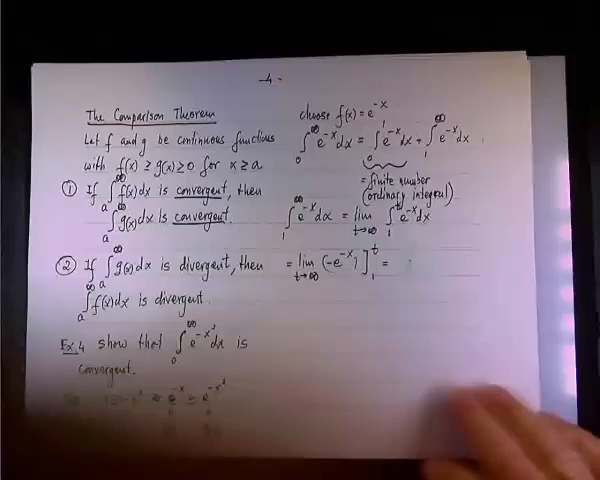 -4-
The Comparison Theorem
Let f and g be continuous functions
with f(x) ≥ g(x) ≥ 0 for x ≥ a
① If ∫_a^∞ f(x)dx is convergent, then
∫_a^∞ g(x)dx is convergent.
② If ∫_a^∞ g(x)dx is divergent, then
∫_a^∞ f(x)dx is divergent.
Ex.4 show that ∫_0^∞ e^{-x²}dx is
convergent.
e^{-x} ≥ e^{-x²}
choose f(x) = e^{-x}
∫_0^∞ e^{-x}dx = ∫_0^1 e^{-x}dx + ∫_1^∞ e^{-x}dx
= finite number
(ordinary integral)
∫_1^∞ e^{-x}dx = lim_{t→∞} ∫_1^t e^{-x}dx
= lim_{t→∞} (-e^{-x})]_1^t =